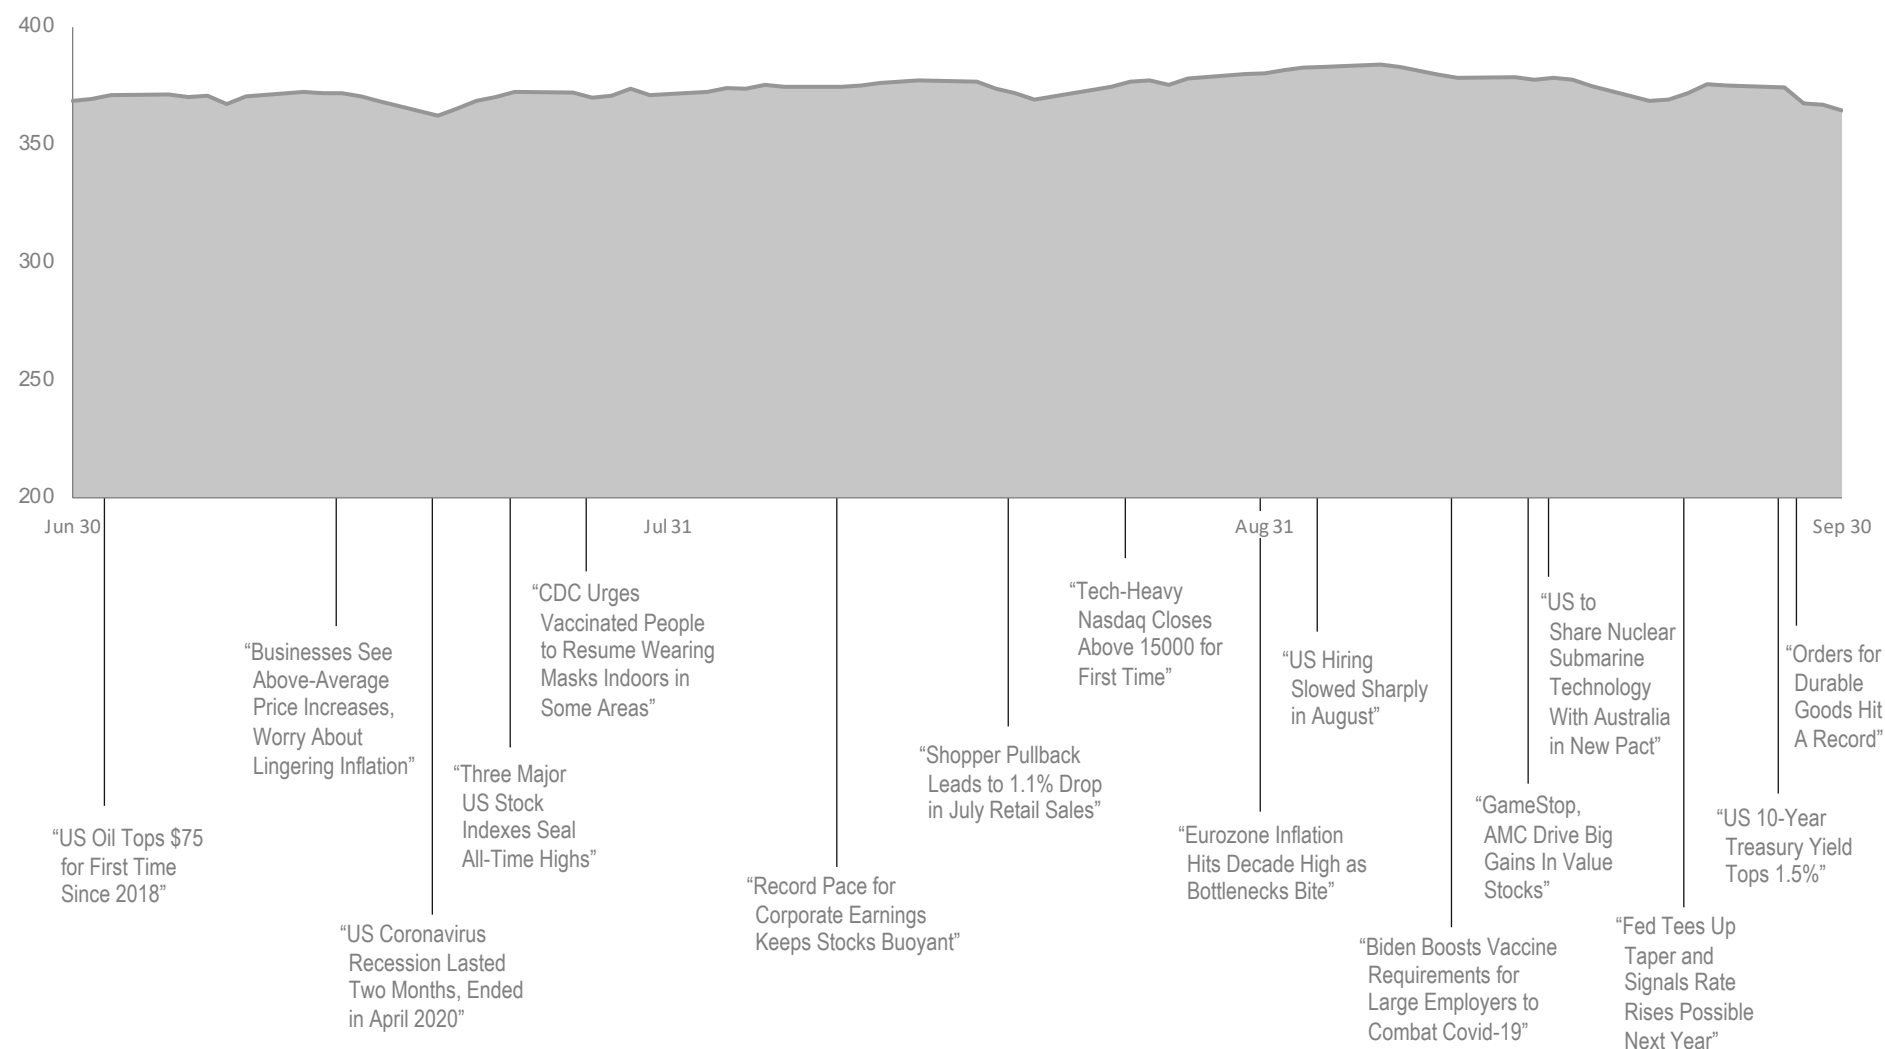 400
350
300
250
200
Jun 30
Jul 31
Aug 31
Sep 30
“US Oil Tops $75
for First Time
Since 2018”
“Businesses See
Above-Average
Price Increases,
Worry About
Lingering Inflation”
“US Coronavirus
Recession Lasted
Two Months, Ended
in April 2020”
“Three Major
US Stock
Indexes Seal
All-Time Highs”
“CDC Urges
Vaccinated People
to Resume Wearing
Masks Indoors in
Some Areas”
“Record Pace for
Corporate Earnings
Keeps Stocks Buoyant”
“Shopper Pullback
Leads to 1.1% Drop
in July Retail Sales”
“Tech-Heavy
Nasdaq Closes
Above 15000 for
First Time”
“Eurozone Inflation
Hits Decade High as
Bottlenecks Bite”
“US Hiring
Slowed Sharply
in August”
“Biden Boosts Vaccine
Requirements for
Large Employers to
Combat Covid-19”
“GameStop,
AMC Drive Big
Gains In Value
Stocks”
“US to
Share Nuclear
Submarine
Technology
With Australia
in New Pact”
“Fed Tees Up
Taper and
Signals Rate
Rises Possible
Next Year”
“US 10-Year
Treasury Yield
Tops 1.5%”
“Orders for
Durable
Goods Hit
A Record”